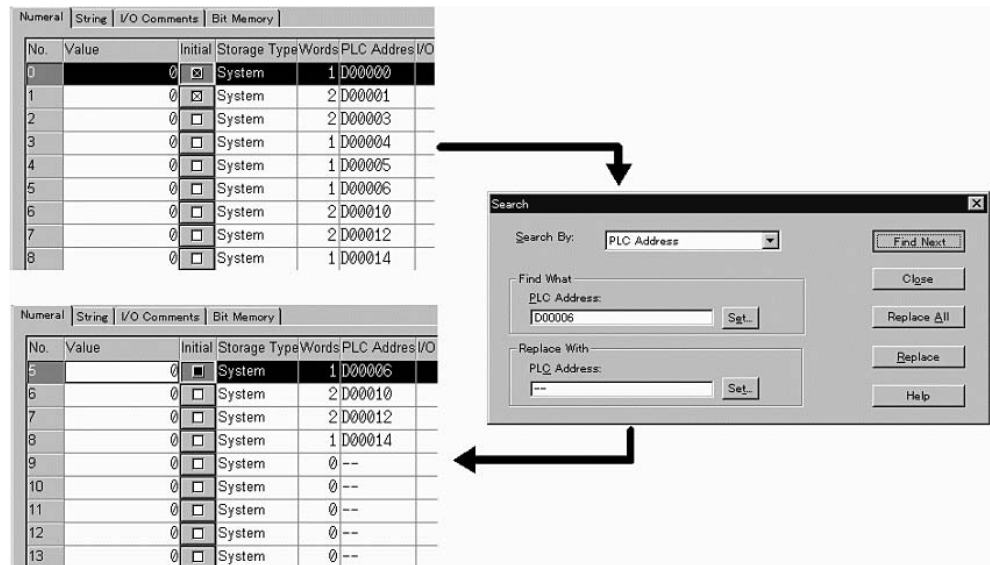 Numeral String I/O Comments Bit Memory
No. Value Initial Storage Type Words PLC Addres I/O
0 0 System 1 D00000
1 0 System 2 D00001
2 0 System 2 D00003
3 0 System 1 D00004
4 0 System 1 D00005
5 0 System 1 D00006
6 0 System 2 D00010
7 0 System 2 D00012
8 0 System 1 D00014
Search
Search By: PLC Address Find Next
Find What Close
PLC Address:
D00006 Set... Replace All
Replace With
PLC Address: Replace
-- Set... Help
Numeral String I/O Comments Bit Memory
No. Value Initial Storage Type Words PLC Addres I/O
5 0 System 1 D00006
6 0 System 2 D00010
7 0 System 2 D00012
8 0 System 1 D00014
9 0 System 0 --
10 0 System 0 --
11 0 System 0 --
12 0 System 0 --
13 0 System 0 --